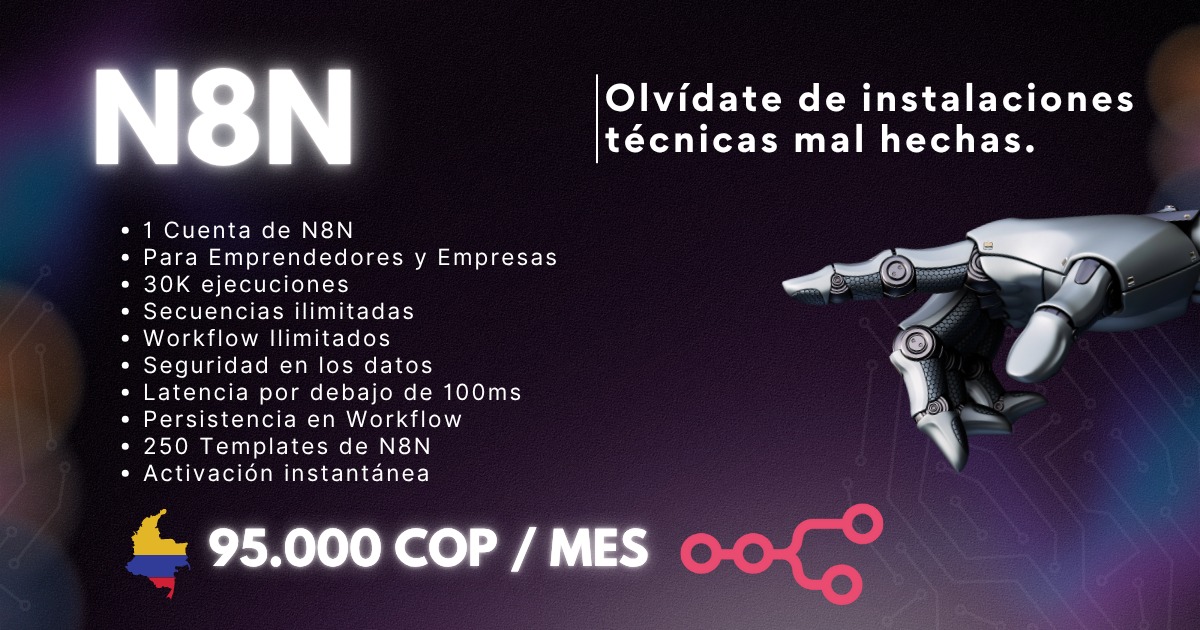 N8N
Olvídate de instalaciones
técnicas mal hechas.
• 1 Cuenta de N8N
• Para Emprendedores y Empresas
• 30K ejecuciones
• Secuencias ilimitadas
• Workflow Ilimitados
• Seguridad en los datos
• Latencia por debajo de 100ms
• Persistencia en Workflow
• 250 Templates de N8N
• Activación instantánea
95.000 COP / MES